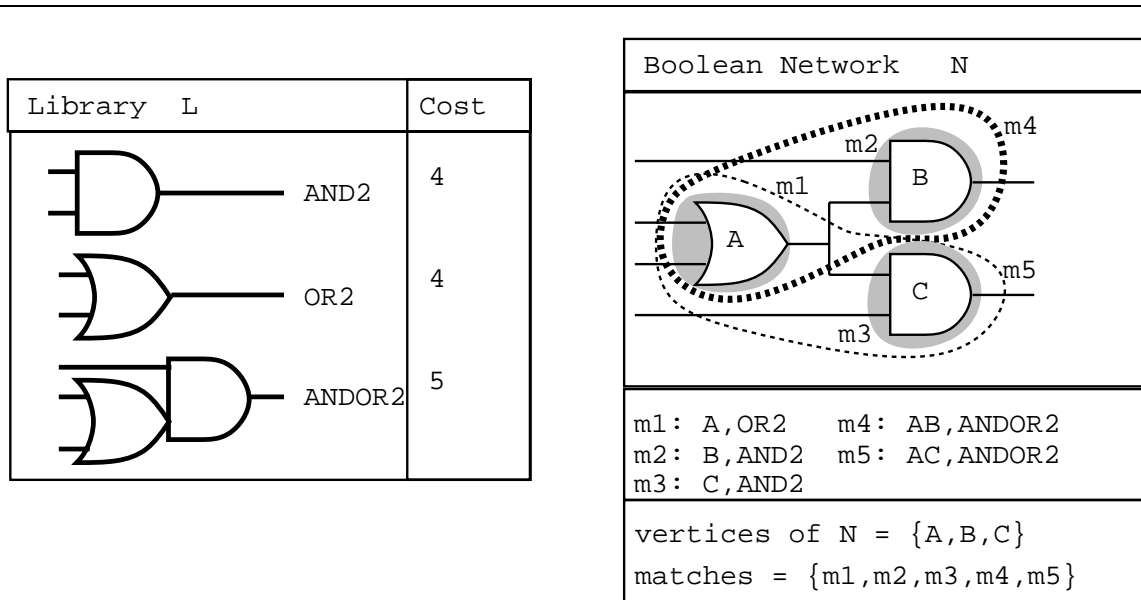 Library L Cost
AND2 4
OR2 4
ANDOR2 5
Boolean Network N
m4
m2
B
m1
A
m5
C
m3
m1: A,OR2 m4: AB,ANDOR2
m2: B,AND2 m5: AC,ANDOR2
m3: C,AND2
vertices of N = {A,B,C}
matches = {m1,m2,m3,m4,m5}